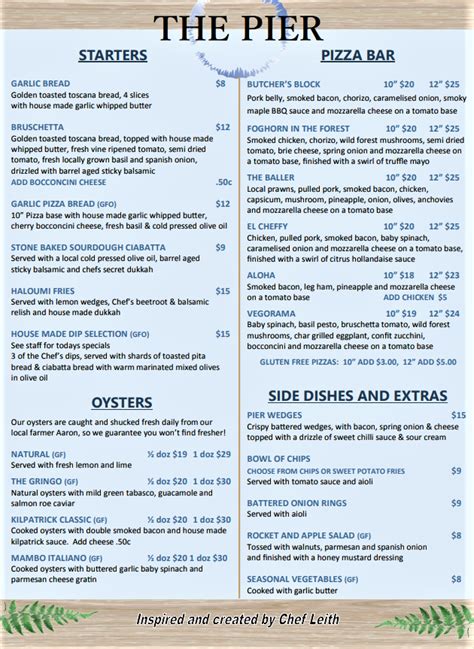 THE PIER
STARTERS
GARLIC BREAD $8
Golden toasted toscana bread, 4 slices
with house made garlic whipped butter
BRUSCHETTA $12
Golden toasted toscana bread, topped with house made
whipped butter, fresh vine ripened tomato, semi dried
tomato, fresh locally grown basil and spanish onion,
drizzled with barrel aged sticky balsamic
ADD BOCCONCINI CHEESE .50c
GARLIC PIZZA BREAD (GFO) $12
10” Pizza base with house made garlic whipped butter,
cherry bocconcini cheese, fresh basil & cold pressed olive oil
STONE BAKED SOURDOUGH CIABATTA $9
Served with a local cold pressed olive oil, barrel aged
sticky balsamic and chefs secret dukkah
HALOUMI FRIES $15
Served with lemon wedges, Chef's beetroot & balsamic
relish and house made dukkah
HOUSE MADE DIP SELECTION (GFO) $15
See staff for todays specials
3 of the Chef's dips, served with shards of toasted pita
bread & ciabatta bread with warm marinated mixed olives
in olive oil
OYSTERS
Our oysters are caught and shucked fresh daily from our
local farmer Aaron, so we guarantee you won't find fresher!
NATURAL (GF) ½ doz $19 1 doz $29
Served with fresh lemon and lime
THE GRINGO (GF) ½ doz $20 1 doz $30
Natural oysters with mild green tabasco, guacamole and
salmon roe caviar
KILPATRICK CLASSIC (GF) ½ doz $20 1 doz $30
Cooked oysters with double smoked bacon and house made
kilpatrick sauce. Add cheese .50c
MAMBO ITALIANO (GF) ½ doz $20 1 doz $30
Cooked oysters with buttered garlic baby spinach and
parmesan cheese gratin
PIZZA BAR
BUTCHER'S BLOCK 10” $20 12” $25
Pork belly, smoked bacon, chorizo, caramelised onion, smoky
maple BBQ sauce and mozzarella cheese on a tomato base
FOGHORN IN THE FOREST 10” $20 12” $25
Smoked chicken, chorizo, wild forest mushrooms, semi dried
tomato, brie cheese, spring onion and mozzarella cheese on
a tomato base, finished with a swirl of truffle mayo
THE BALLER 10” $20 12” $25
Local prawns, pulled pork, smoked bacon, chicken, capsicum,
baby spinach, caramelised onion and mozzarella cheese
on a tomato base
EL CHEFFY 10” $20 12” $25
Chicken, pulled pork, smoked bacon, baby spinach,
caramelised onion and mozzarella cheese on a tomato
base, finished with a swirl of citrus hollandaise sauce
ALOHA 10” $18 12” $23
Smoked bacon, leg ham, pineapple and mozzarella cheese
on a tomato base ADD CHICKEN $5
VEGORAMA 10” $19 12” $24
Baby spinach, basil pesto, bruschetta tomato, wild forest
mushrooms, char grilled eggplant, confit zucchini,
bocconcini and mozzarella cheese on a tomato base
GLUTEN FREE PIZZAS: 10” ADD $3.00, 12” ADD $5.00
SIDE DISHES AND EXTRAS
PIER WEDGES $15
Crispy battered wedges, with bacon, spring onion & cheese
topped with a drizzle of sweet chilli sauce & sour cream
BOWL OF CHIPS
CHOOSE FROM CHIPS OR SWEET POTATO FRIES $9
Served with aioli
BATTERED ONION RINGS $9
Served with aioli
ROCKET AND APPLE SALAD (GF) $9
Tossed with walnuts, parmesan and spanish onion
finished with a honey mustard dressing
SEASONAL VEGETABLES (GF) $8
Finished with garlic butter
Inspired and created by Chef Leith